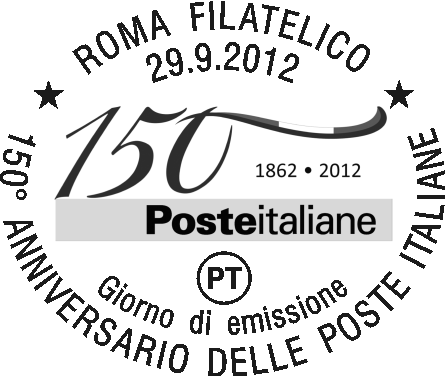 ROMA FILATELICO
29.9.2012
150
1862 • 2012
Posteitaliane
PT
Giorno di emissione
150° ANNIVERSARIO DELLE POSTE ITALIANE